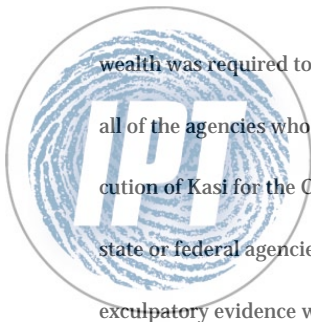 wealth was required to
all of the agencies who
IPT
cution of Kasi for the C
state or federal agencie
exculpatory evidence w